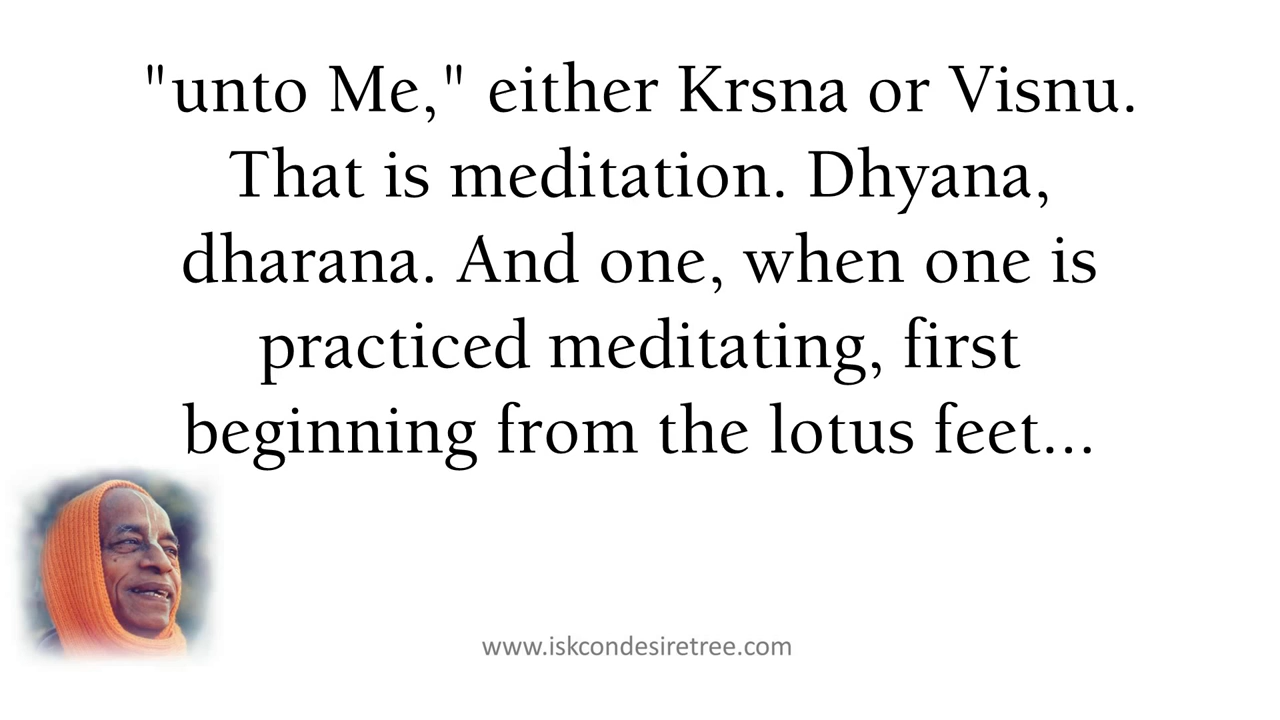 "unto Me," either Krsna or Visnu.
That is meditation. Dhyana,
dharana. And one, when one is
practiced meditating, first
beginning from the lotus feet...
www.iskcondesiretree.com